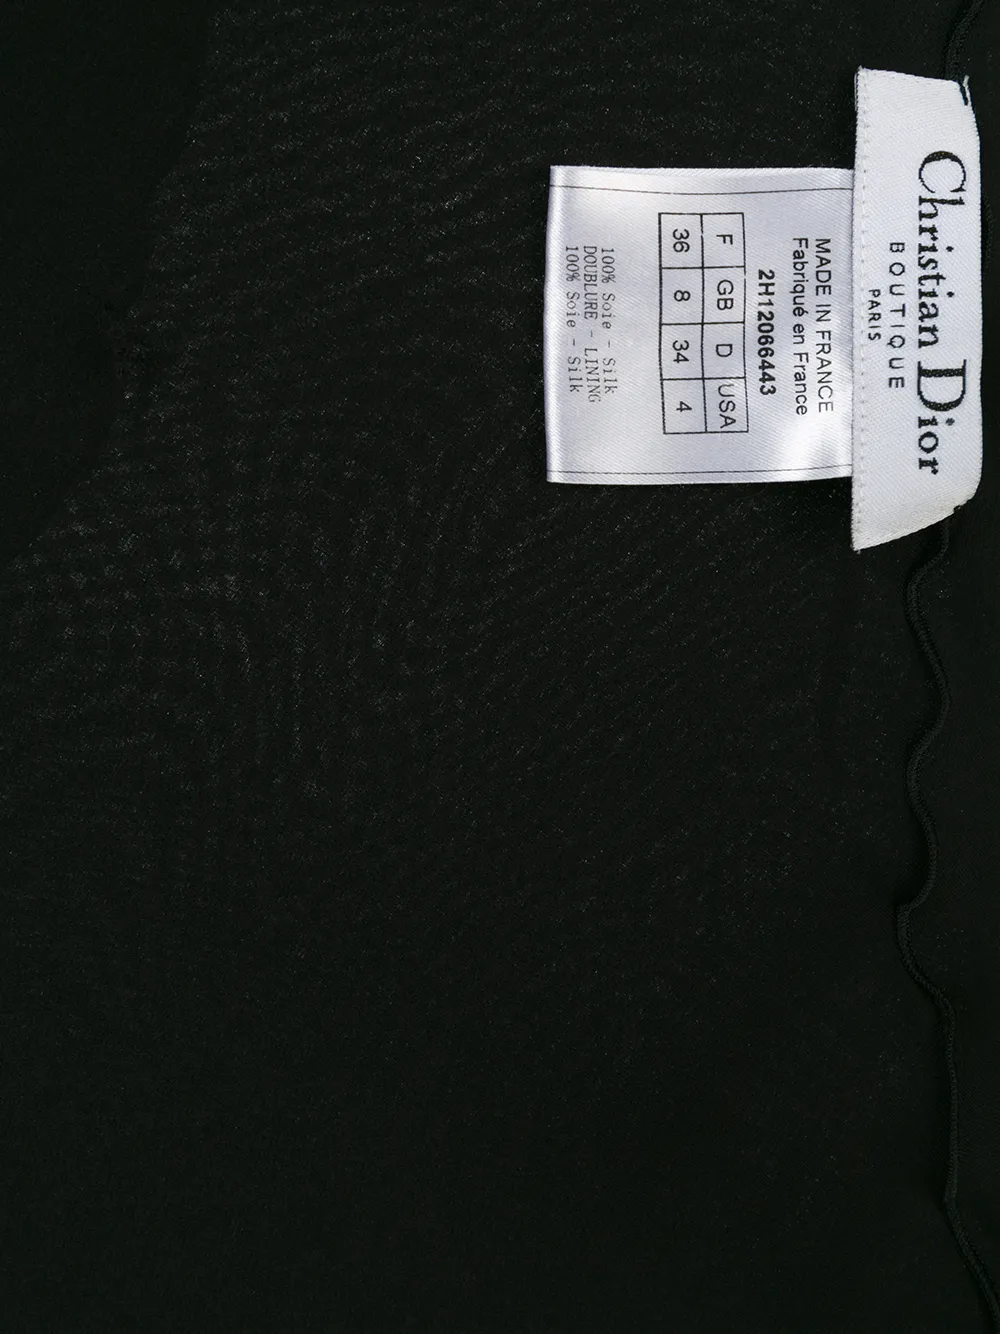 Christian Dior
BOUTIQUE
PARIS
MADE IN FRANCE
Fabriqué en France
2H12066443
F GB D USA
36 8 34 4
100% Soie - Silk
DOUBLURE - LINING
100% Soie - Silk